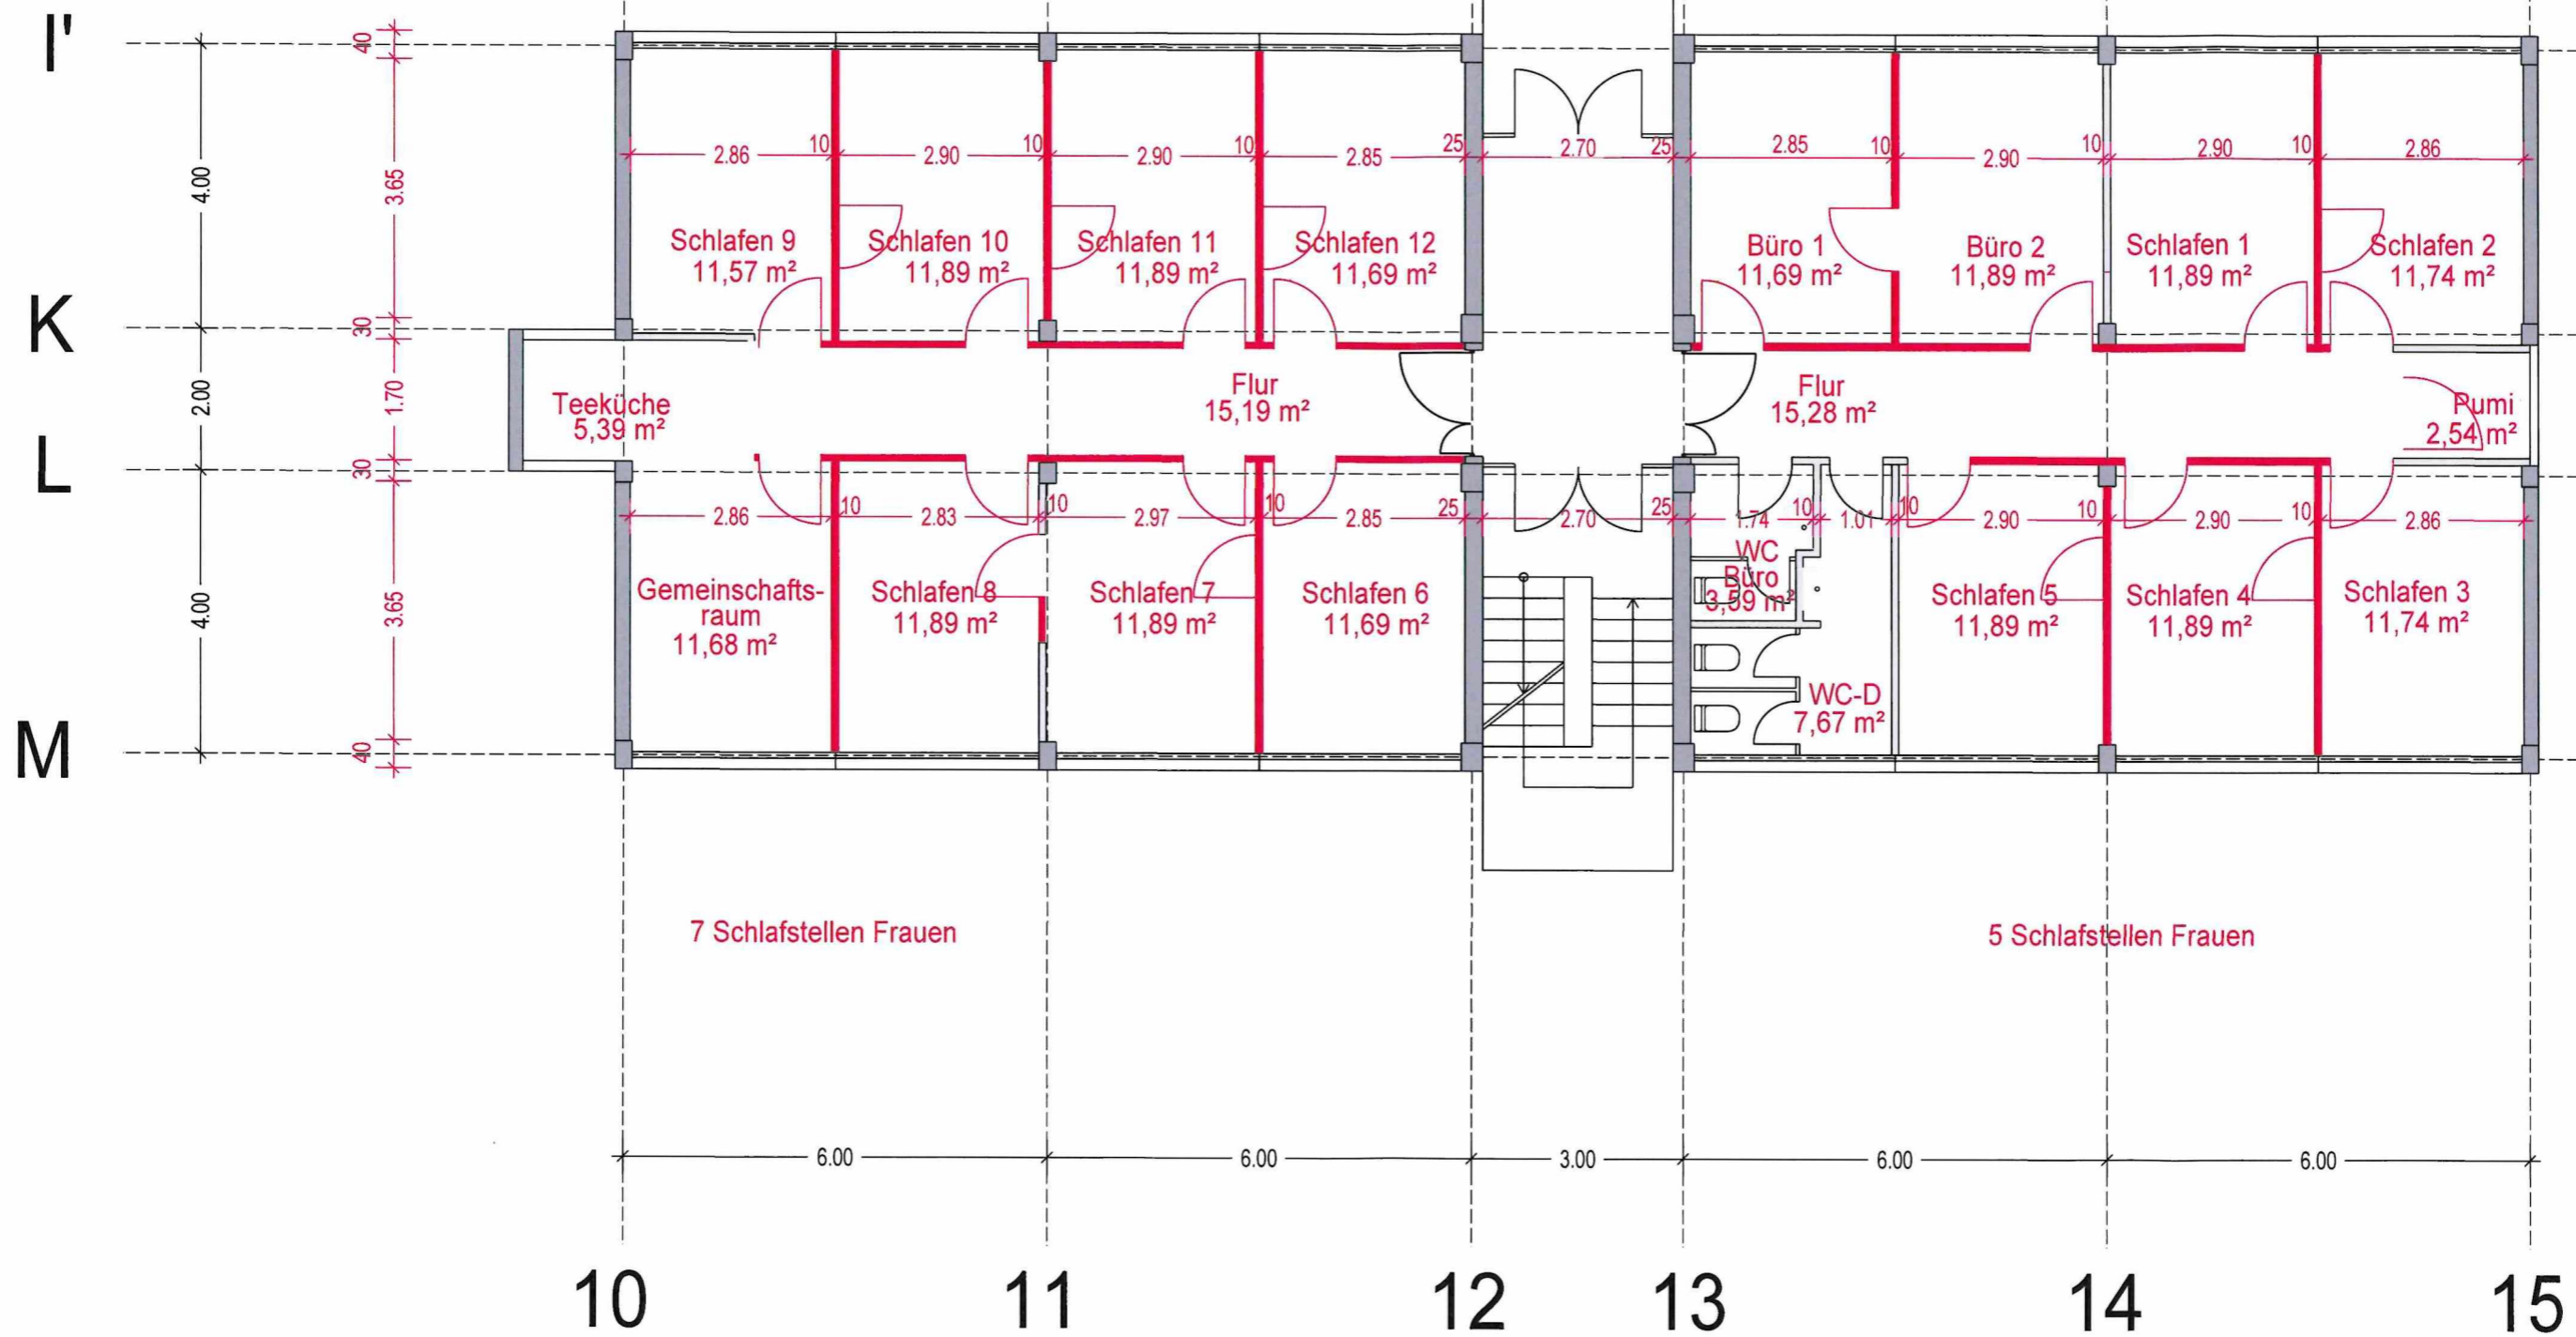 I'
K
L
M
4.00
2.00
4.00
40
3.65
30
1.70
30
3.65
40
2.86
10
2.90
10
2.90
10
2.85
25
2.70
25
2.85
10
2.90
10
2.90
10
2.86
Schlafen 9
11,57 m²
Schlafen 10
11,89 m²
Schlafen 11
11,89 m²
Schlafen 12
11,69 m²
Büro 1
11,69 m²
Büro 2
11,89 m²
Schlafen 1
11,89 m²
Schlafen 2
11,74 m²
Teeküche
5,39 m²
Flur
15,19 m²
Flur
15,28 m²
Pumi
2,54 m²
2.86
10
2.83
10
2.97
10
2.85
25
2.70
25
1.74
10
1.01
10
2.90
10
2.90
10
2.86
Gemeinschafts-
raum
11,68 m²
Schlafen 8
11,89 m²
Schlafen 7
11,89 m²
Schlafen 6
11,69 m²
WC
Büro
3,59 m²
WC-D
7,67 m²
Schlafen 5
11,89 m²
Schlafen 4
11,89 m²
Schlafen 3
11,74 m²
7 Schlafstellen Frauen
5 Schlafstellen Frauen
6.00
6.00
3.00
6.00
6.00
10
11
12
13
14
15